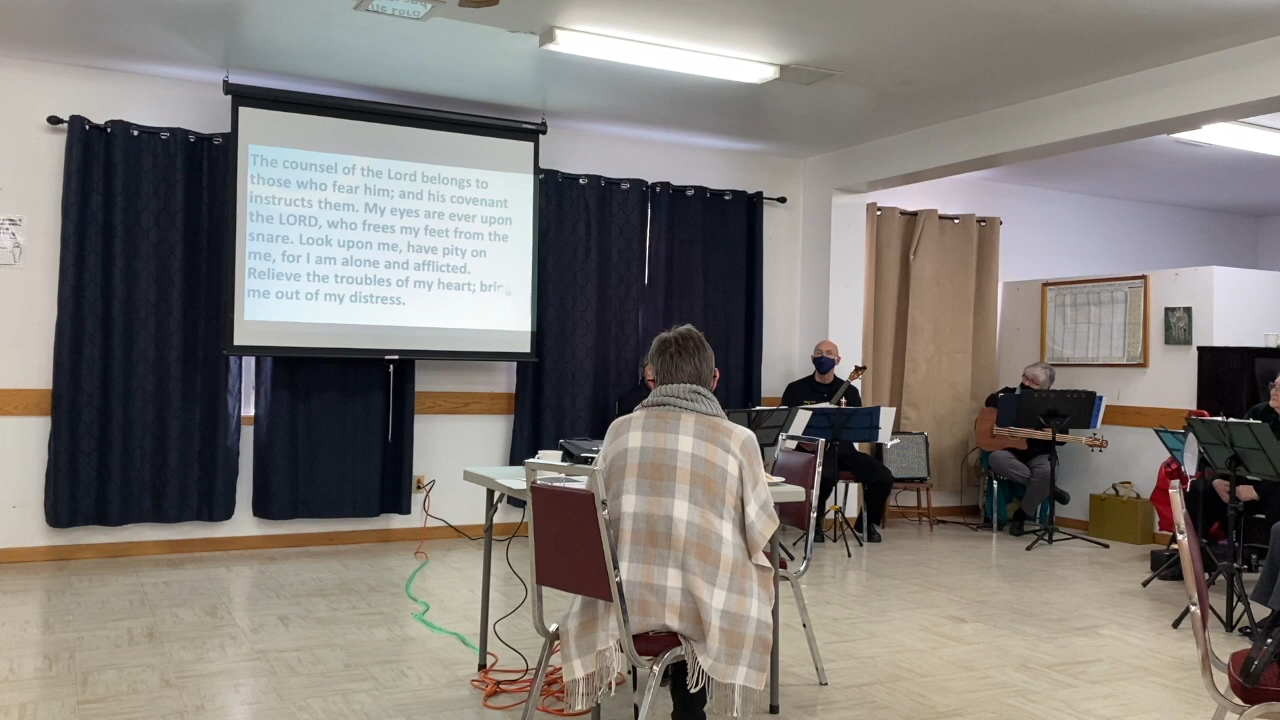 The counsel of the Lord belongs to
those who fear him; and his covenant
instructs them. My eyes are ever upon
the LORD, who frees my feet from the
snare. Look upon me, have pity on
me, for I am alone and afflicted.
Relieve the troubles of my heart; bring
me out of my distress.